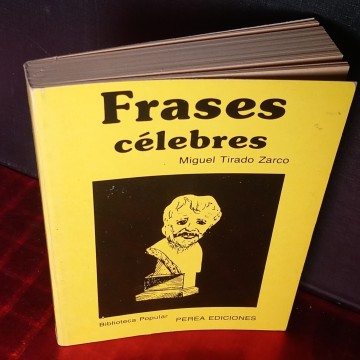 Frases
célebres
Miguel Tirado Zarco
Biblioteca Popular PEREA EDICIONES